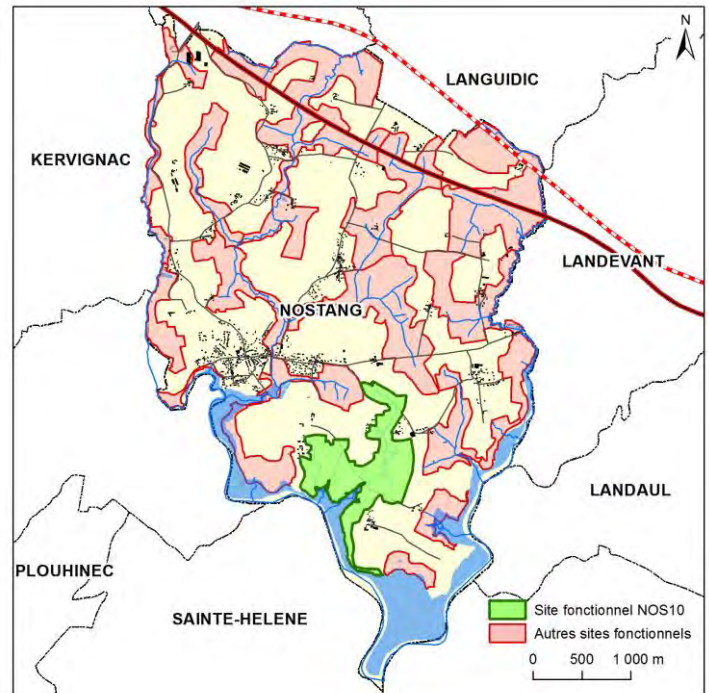 N
LANGUIDIC
KERVIGNAC
LANDEVANT
NOSTANG
LANDAUL
PLOUHINEC
SAINTE-HELENE
Site fonctionnel NOS10
Autres sites fonctionnels
0 500 1 000 m